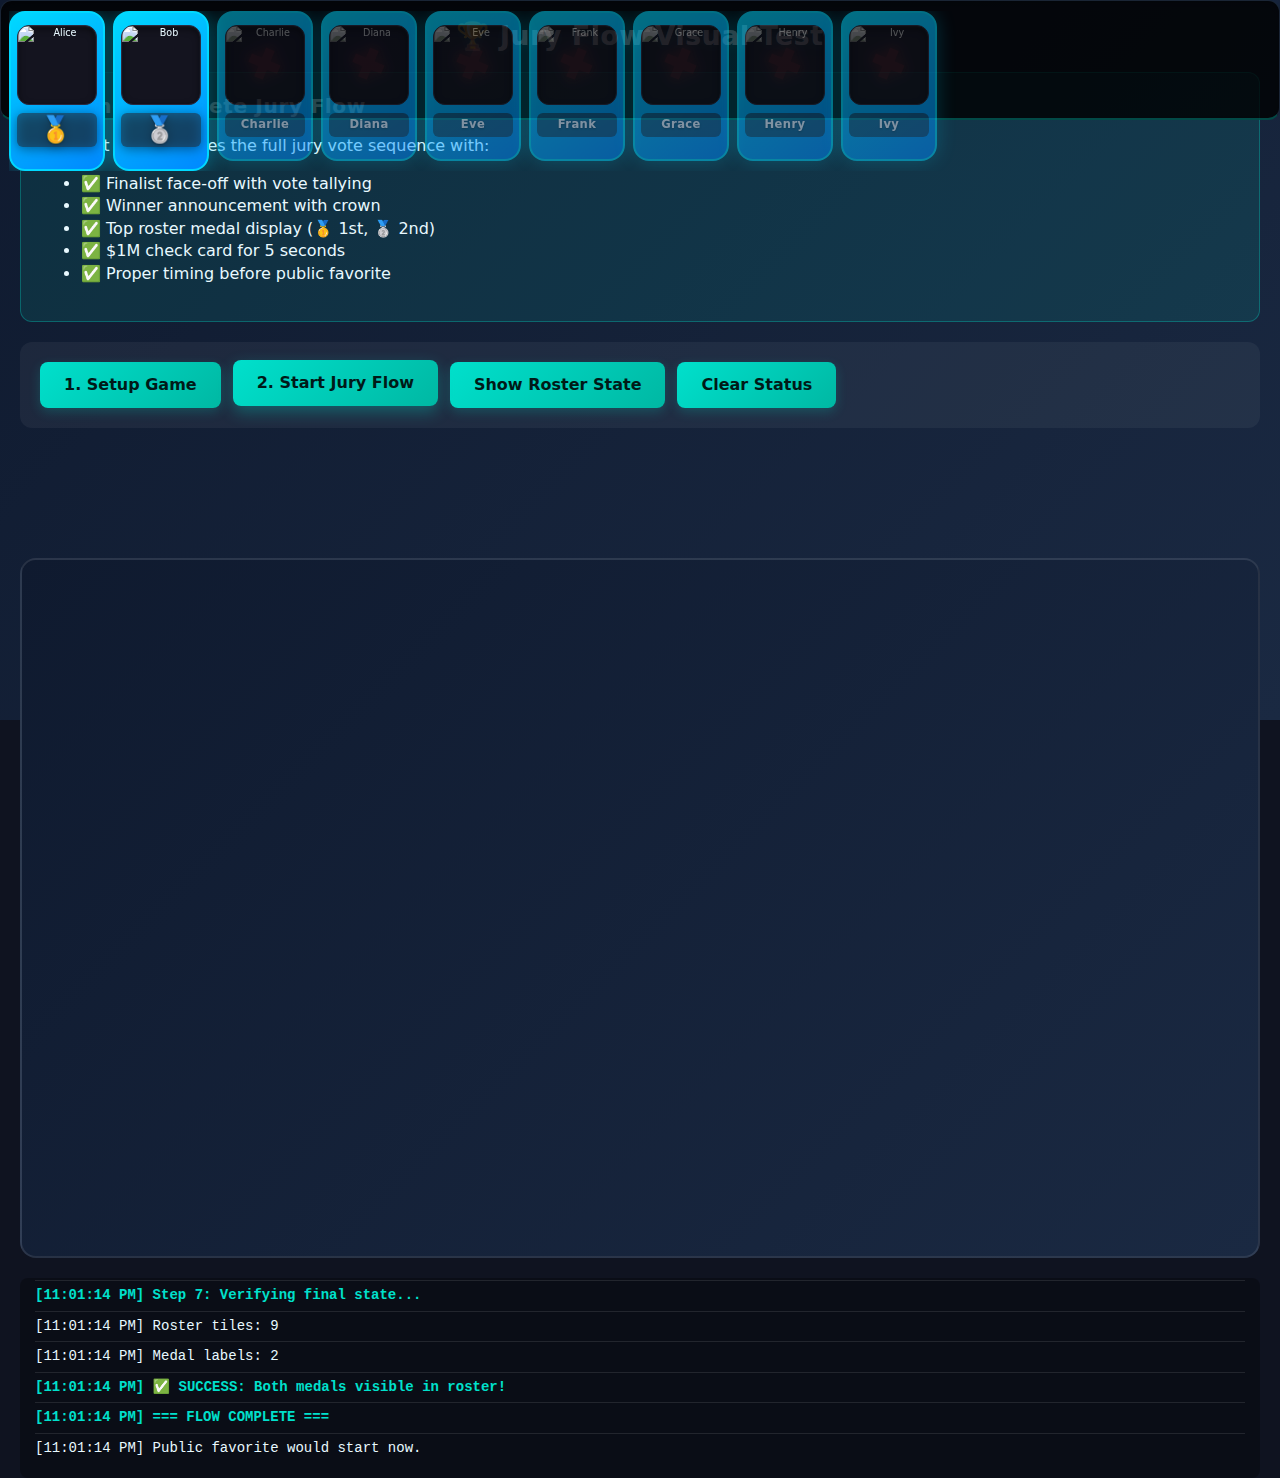 Alice Bob Charlie Diana Eve Frank Grace Henry Ivy
🏆 Jury Flow Visual Test
🥇 🥈 Charlie Diana Eve Frank Grace Henry Ivy
Jury Flow
the full jury vote sequence with:
• ✅ Finalist face-off with vote tallying
• ✅ Winner announcement with crown
• ✅ Top roster medal display (🥇 1st, 🥈 2nd)
• ✅ $1M check card for 5 seconds
• ✅ Proper timing before public favorite
1. Setup Game
2. Start Jury Flow
Show Roster State
Clear Status
[11:01:14 PM] Step 7: Verifying final state...
[11:01:14 PM] Roster tiles: 9
[11:01:14 PM] Medal labels: 2
[11:01:14 PM] ✅ SUCCESS: Both medals visible in roster!
[11:01:14 PM] === FLOW COMPLETE ===
[11:01:14 PM] Public favorite would start now.